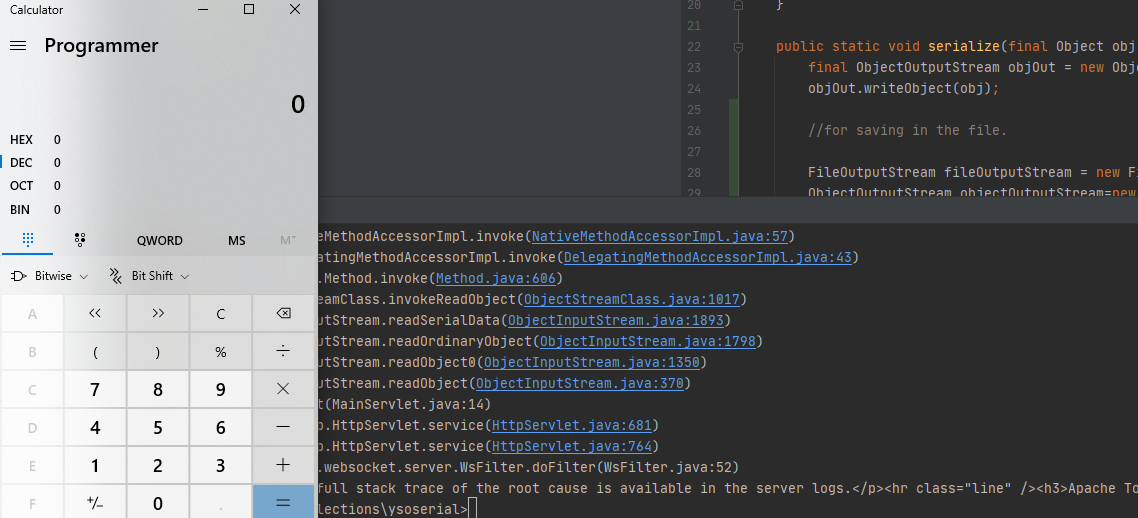 Calculator
Programmer
0
HEX 0
DEC 0
OCT 0
BIN 0
QWORD MS M˅
Bitwise Bit Shift
A << >> C
B ( ) % ÷
C 7 8 9 ×
D 4 5 6 −
E 1 2 3 +
F +/− 0 . =
20 }
21
22 public static void serialize(final Object obj
23 final ObjectOutputStream objOut = new Obje
24 objOut.writeObject(obj);
25
26 //for saving in the file.
27
28 FileOutputStream fileOutputStream = new Fi
29 ObjectOutputStream objectOutputStream=new
eMethodAccessorImpl.invoke(NativeMethodAccessorImpl.java:57)
atingMethodAccessorImpl.invoke(DelegatingMethodAccessorImpl.java:43)
.Method.invoke(Method.java:606)
eamClass.invokeReadObject(ObjectStreamClass.java:1017)
utStream.readSerialData(ObjectInputStream.java:1893)
utStream.readOrdinaryObject(ObjectInputStream.java:1798)
utStream.readObject0(ObjectInputStream.java:1350)
utStream.readObject(ObjectInputStream.java:370)
t(MainServlet.java:14)
p.HttpServlet.service(HttpServlet.java:681)
p.HttpServlet.service(HttpServlet.java:764)
.websocket.server.WsFilter.doFilter(WsFilter.java:52)
full stack trace of the root cause is available in the server logs.</p><hr class="line" /><h3>Apache To
lections\ysoserial>